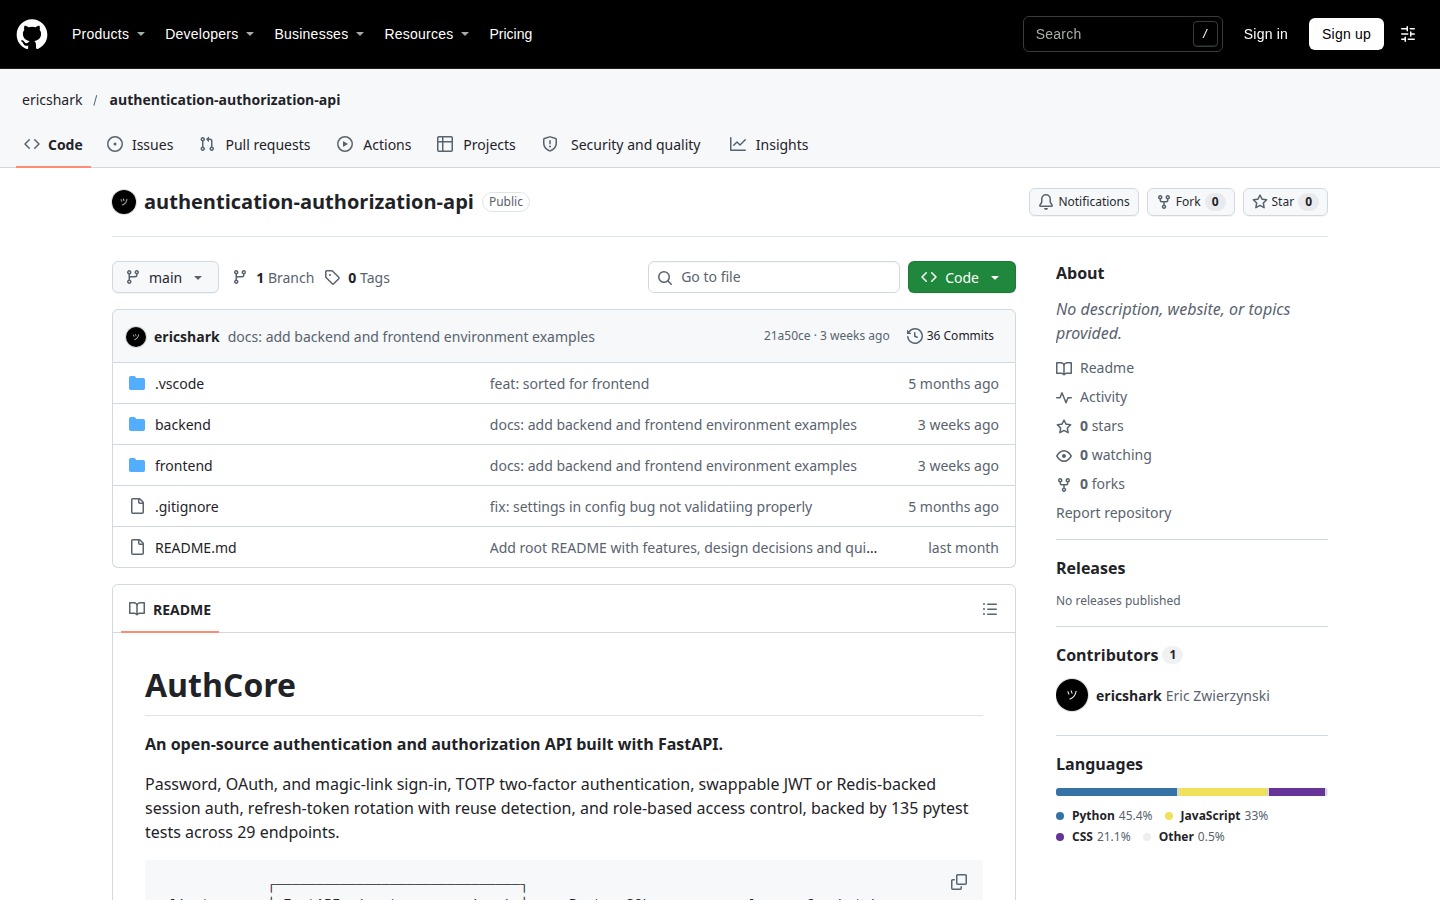 Products Developers Businesses Resources Pricing Search / Sign in Sign up
ericshark / authentication-authorization-api
Code Issues Pull requests Actions Projects Security and quality Insights
authentication-authorization-api Public Notifications Fork 0 Star 0
main 1 Branch 0 Tags Go to file Code
ericshark docs: add backend and frontend environment examples 21a50ce · 3 weeks ago 36 Commits
.vscode feat: sorted for frontend 5 months ago
backend docs: add backend and frontend environment examples 3 weeks ago
frontend docs: add backend and frontend environment examples 3 weeks ago
.gitignore fix: settings in config bug not validatiing properly 5 months ago
README.md Add root README with features, design decisions and qui... last month
README
AuthCore
An open-source authentication and authorization API built with FastAPI.
Password, OAuth, and magic-link sign-in, TOTP two-factor authentication, swappable JWT or Redis-backed
session auth, refresh-token rotation with reuse detection, and role-based access control, backed by 135 pytest
tests across 29 endpoints.
About
No description, website, or topics
provided.
Readme
Activity
0 stars
0 watching
0 forks
Report repository
Releases
No releases published
Contributors 1
ericshark Eric Zwierzynski
Languages
Python 45.4% JavaScript 33%
CSS 21.1% Other 0.5%